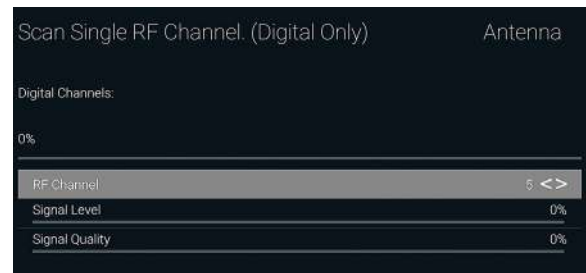 Scan Single RF Channel. (Digital Only) Antenna
Digital Channels:
0%
RF Channel 5 <>
Signal Level 0%
Signal Quality 0%